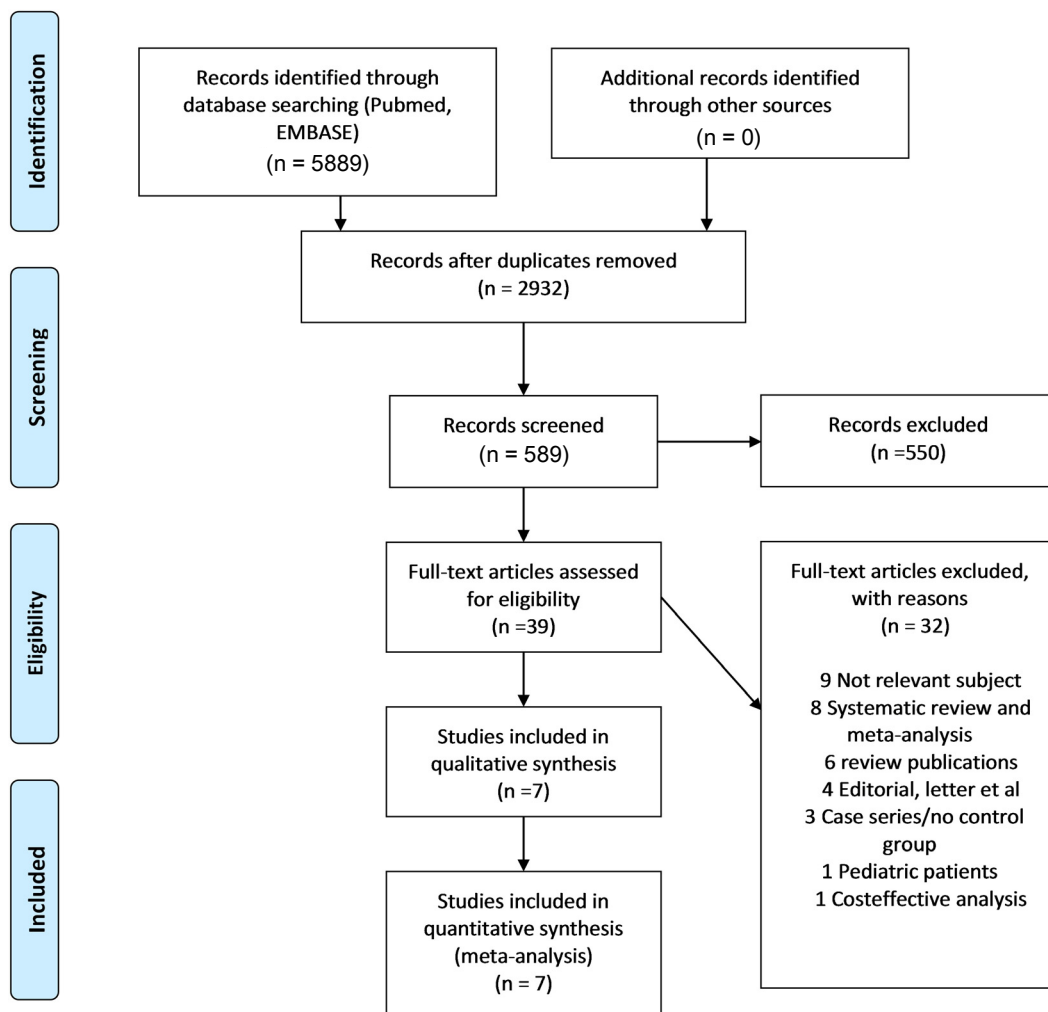 Identification
Records identified through
database searching (Pubmed,
EMBASE)
(n = 5889)
Additional records identified
through other sources
(n = 0)
Records after duplicates removed
(n = 2932)
Screening
Records screened
(n = 589)
Records excluded
(n =550)
Eligibility
Full-text articles assessed
for eligibility
(n =39)
Full-text articles excluded,
with reasons
(n = 32)
9 Not relevant subject
8 Systematic review and
meta-analysis
6 review publications
4 Editorial, letter et al
3 Case series/no control
group
1 Pediatric patients
1 Costeffective analysis
Studies included in
qualitative synthesis
(n =7)
Included
Studies included in
quantitative synthesis
(meta-analysis)
(n = 7)